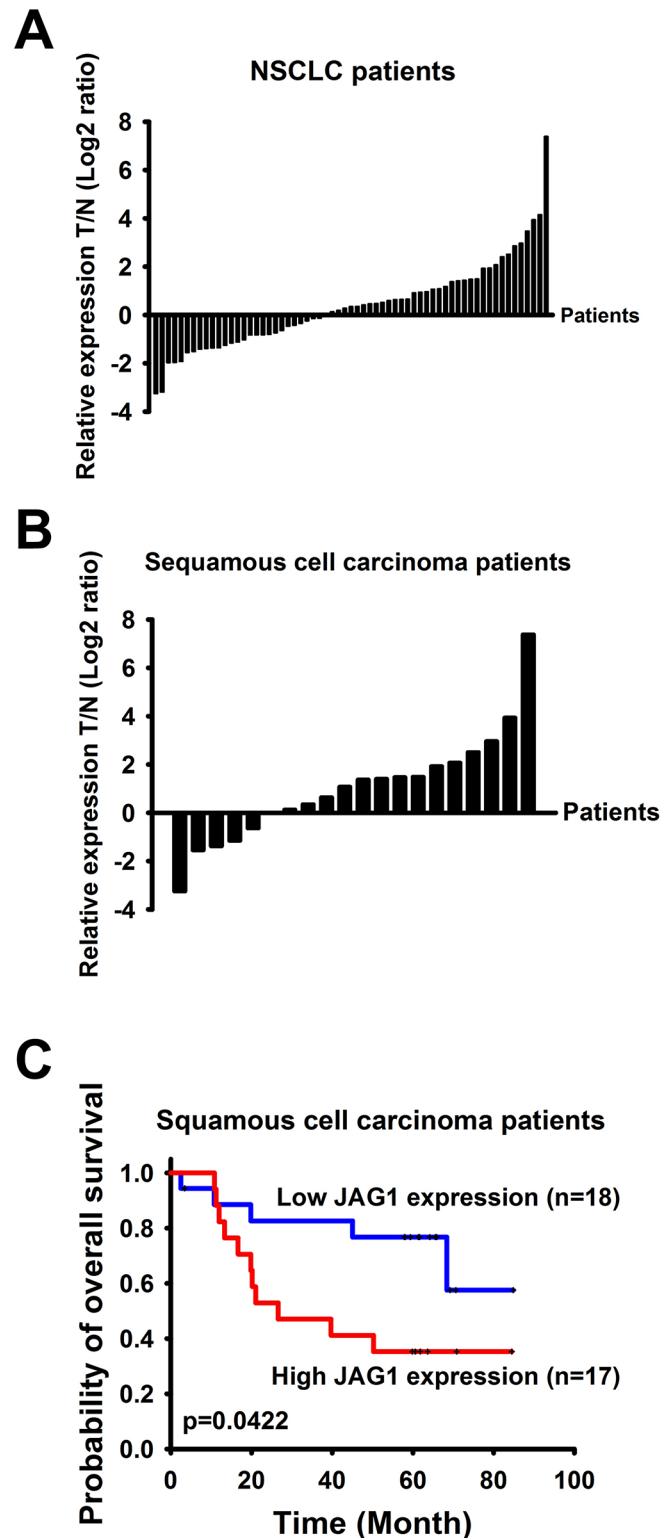 A
NSCLC patients
Relative expression T/N (Log2 ratio)
8
6
4
2
0
-2
-4
Patients
B
Sequamous cell carcinoma patients
Relative expression T/N (Log2 ratio)
8
6
4
2
0
-2
-4
Patients
C
Squamous cell carcinoma patients
Probability of overall survival
1.0
0.8
0.6
0.4
0.2
0.0
Low JAG1 expression (n=18)
High JAG1 expression (n=17)
p=0.0422
0 20 40 60 80 100
Time (Month)